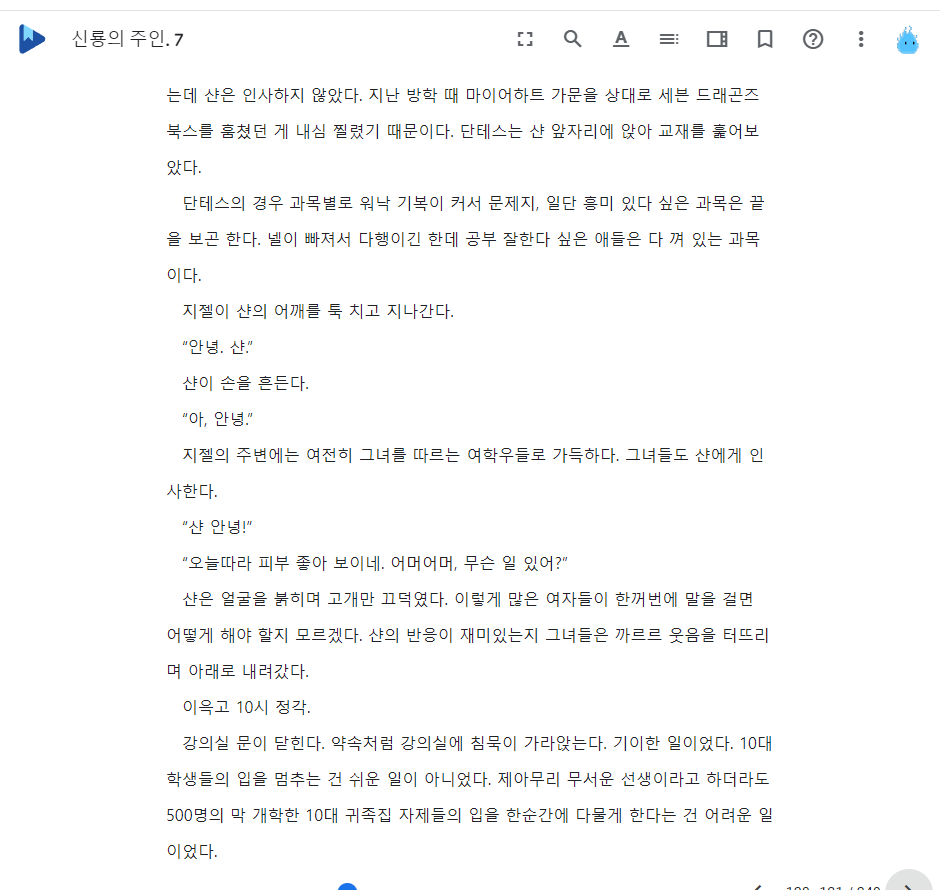 신룡의 주인. 7
는데 샨은 인사하지 않았다. 지난 방학 때 마이어하트 가문을 상대로 세븐 드래곤즈
북스를 훔쳤던 게 내심 찔렸기 때문이다. 단테스는 샨 앞자리에 앉아 교재를 훑어보
았다.
단테스의 경우 과목별로 워낙 기복이 커서 문제지, 일단 흥미 있다 싶은 과목은 끝
을 보곤 한다. 넬이 빠져서 다행이긴 한데 공부 잘한다 싶은 애들은 다 껴 있는 과목
이다.
지젤이 샨의 어깨를 툭 치고 지나간다.
“안녕. 샨.”
샨이 손을 흔든다.
“아, 안녕.”
지젤의 주변에는 여전히 그녀를 따르는 여학우들로 가득하다. 그녀들도 샨에게 인
사한다.
“샨 안녕!”
“오늘따라 피부 좋아 보이네. 어머어머, 무슨 일 있어?”
샨은 얼굴을 붉히며 고개만 끄덕였다. 이렇게 많은 여자들이 한꺼번에 말을 걸면
어떻게 해야 할지 모르겠다. 샨의 반응이 재미있는지 그녀들은 까르르 웃음을 터뜨리
며 아래로 내려갔다.
이윽고 10시 정각.
강의실 문이 닫힌다. 약속처럼 강의실에 침묵이 가라앉는다. 기이한 일이었다. 10대
학생들의 입을 멈추는 건 쉬운 일이 아니었다. 제아무리 무서운 선생이라고 하더라도
500명의 막 개학한 10대 귀족집 자제들의 입을 한순간에 다물게 한다는 건 어려운 일
이었다.